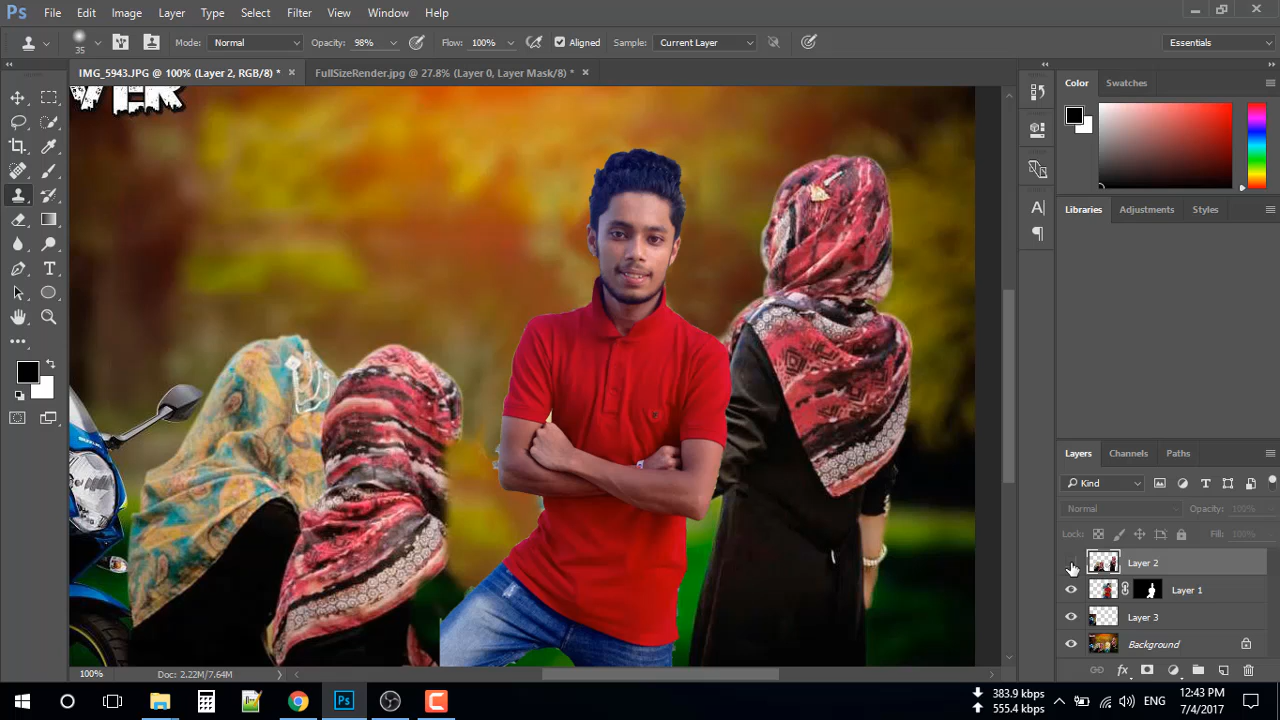 Ps File Edit Image Layer Type Select Filter 3D View Window Help
35 Mode: Normal Opacity: 98% Flow: 100% Aligned Sample: Current Layer Essentials
IMG_5943.JPG @ 100% (Layer 2, RGB/8) * × FullSizeRender.jpg @ 27.8% (Layer 0, Layer Mask/8) * ×
Color Swatches
VER
Libraries Adjustments Styles
Layers Channels Paths
Kind
Normal Opacity: 100%
Lock: Fill: 100%
Layer 2
Layer 1
Layer 3
Background
100% Doc: 2.22M/7.64M
383.9 kbps
555.4 kbps
ENG
12:43 PM
7/4/2017